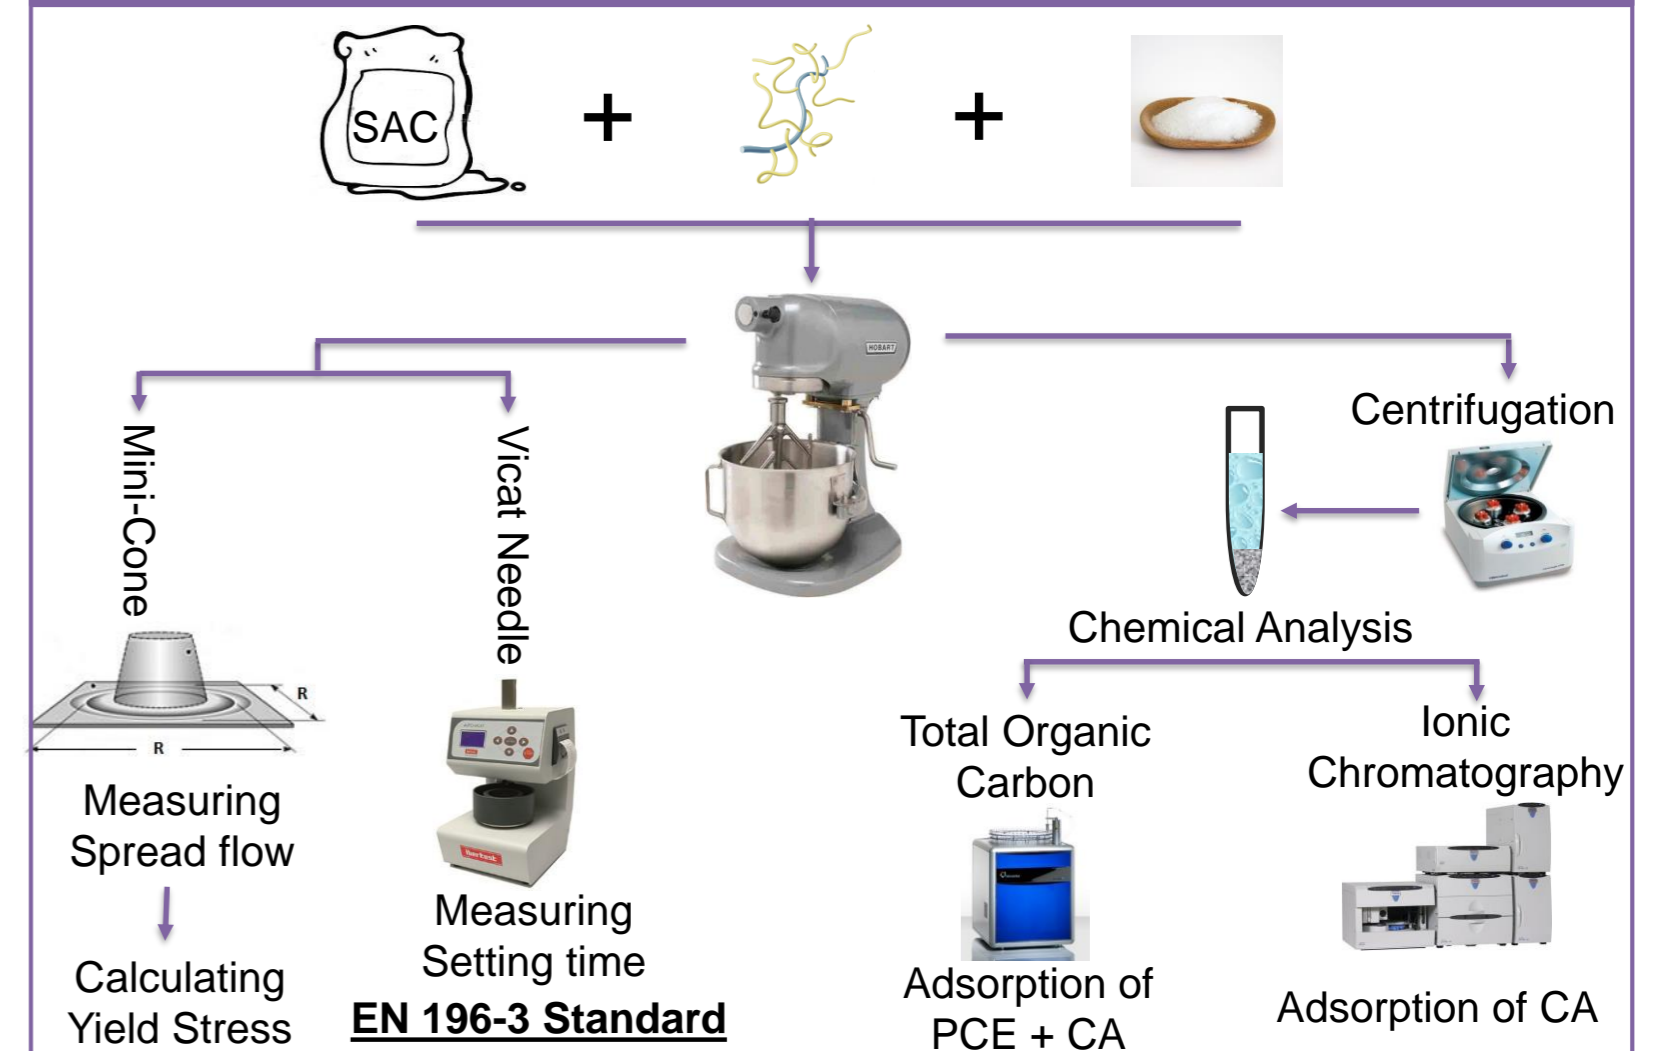 SAC
+
+
HOBART
Mini-Cone
Vicat Needle
Centrifugation
Chemical Analysis
R
R
Total Organic
Carbon
Ionic
Chromatography
Measuring
Spread flow
Calculating
Yield Stress
Measuring
Setting time
EN 196-3 Standard
Adsorption of
PCE + CA
Adsorption of CA